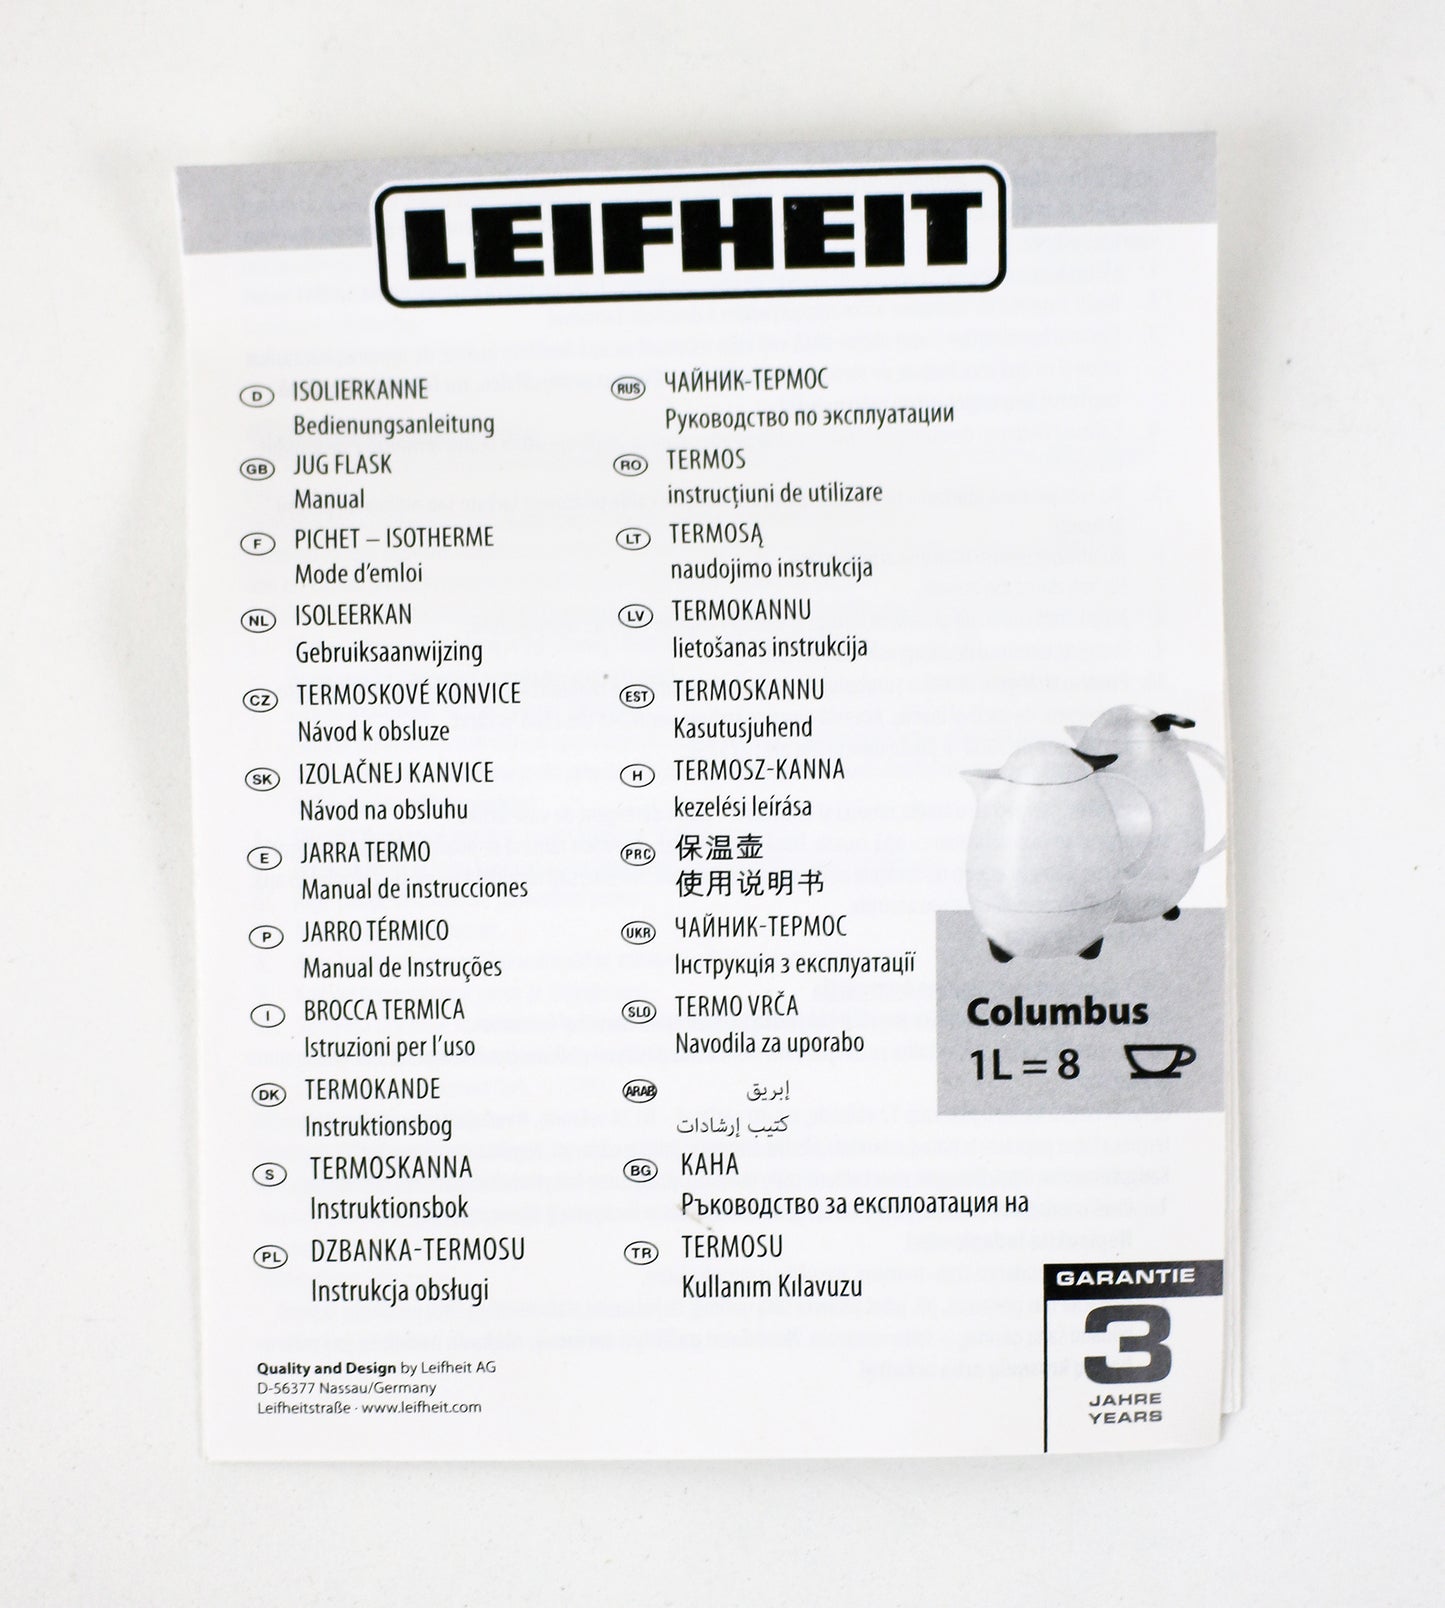 LEIFHEIT
D ISOLIERKANNE
Bedienungsanleitung
GB JUG FLASK
Manual
F PICHET – ISOTHERME
Mode d'emloi
NL ISOLEERKAN
Gebruiksaanwijzing
CZ TERMOSKOVÉ KONVICE
Návod k obsluze
SK IZOLAČNEJ KANVICE
Návod na obsluhu
E JARRA TERMO
Manual de instrucciones
P JARRO TÉRMICO
Manual de Instruções
I BROCCA TERMICA
Istruzioni per l'uso
DK TERMOKANDE
Instruktionsbog
S TERMOSKANNA
Instruktionsbok
PL DZBANKA-TERMOSU
Instrukcja obsługi
RUS ЧАЙНИК-ТЕРМОС
Руководство по эксплуатации
RO TERMOS
instrucțiuni de utilizare
LT TERMOSĄ
naudojimo instrukcija
LV TERMOKANNU
lietošanas instrukcija
EST TERMOSKANNU
Kasutusjuhend
H TERMOSZ-KANNA
kezelési leírása
PRC 保温壶
使用说明书
UKR ЧАЙНИК-ТЕРМОС
Інструкція з експлуатації
SLO TERMO VRČA
Navodila za uporabo
ARAB إبريق
كتيب إرشادات
BG КАНА
Ръководство за експлоатация на
TR TERMOSU
Kullanım Kılavuzu
Columbus
1L = 8
GARANTIE
3
JAHRE
YEARS
Quality and Design by Leifheit AG
D-56377 Nassau/Germany
Leifheitstraße · www.leifheit.com